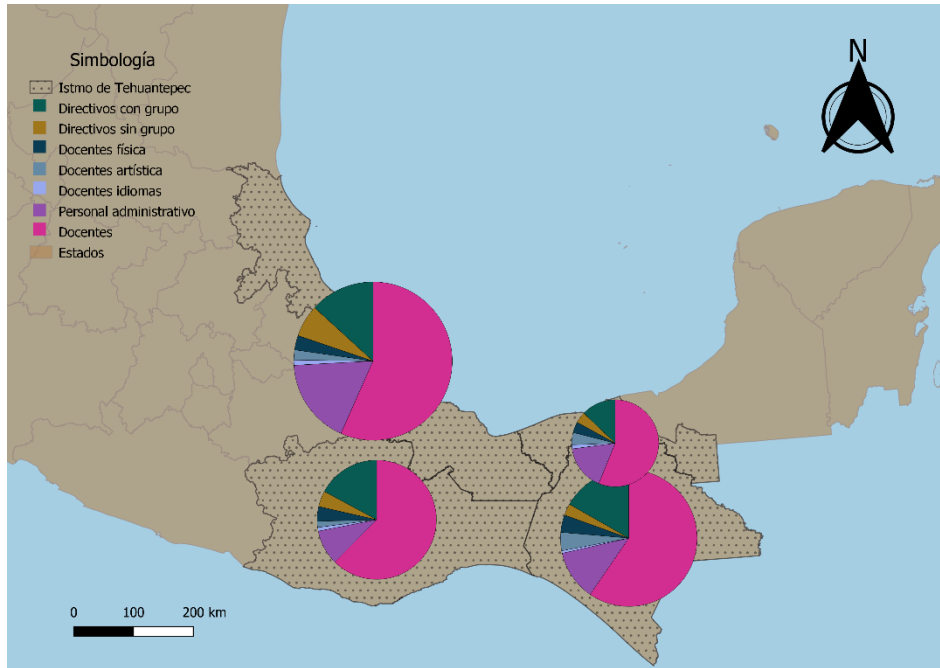 Simbología
Istmo de Tehuantepec
Directivos con grupo
Directivos sin grupo
Docentes física
Docentes artística
Docentes idiomas
Personal administrativo
Docentes
Estados
N
0 100 200 km